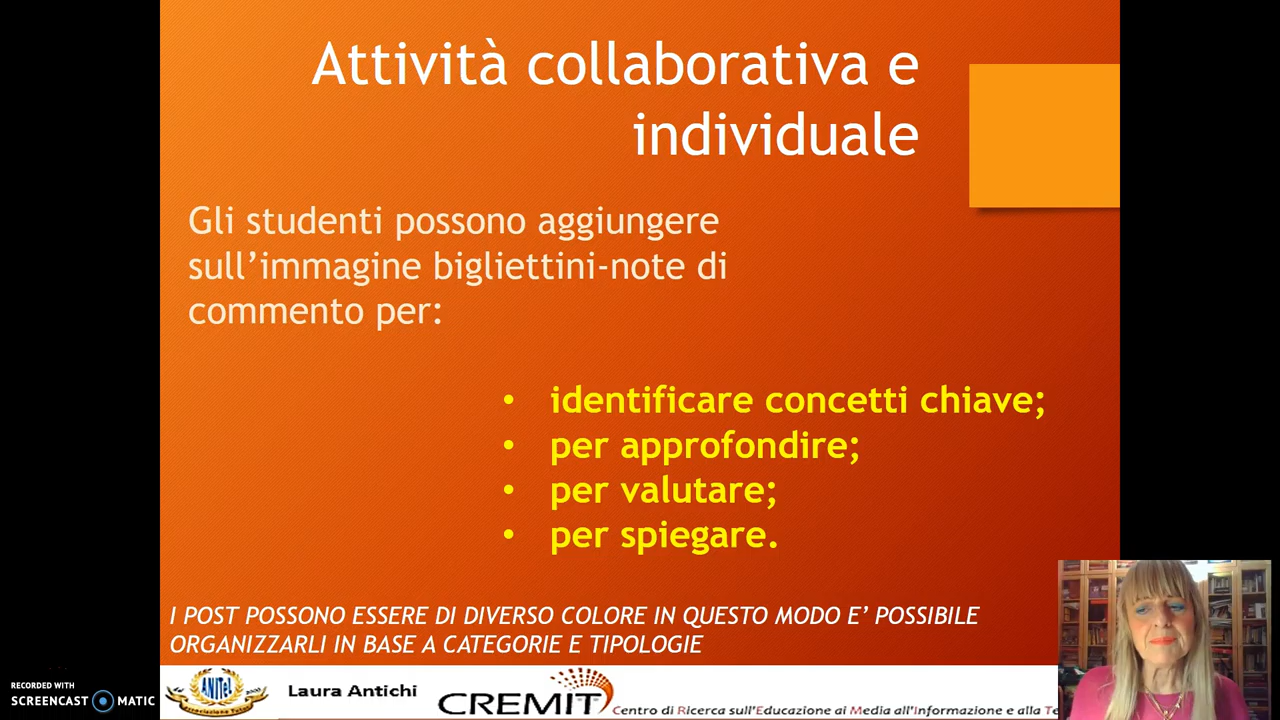 Attività collaborativa e
individuale
Gli studenti possono aggiungere
sull’immagine bigliettini-note di
commento per:
• identificare concetti chiave;
• per approfondire;
• per valutare;
• per spiegare.
I POST POSSONO ESSERE DI DIVERSO COLORE IN QUESTO MODO E’ POSSIBILE
ORGANIZZARLI IN BASE A CATEGORIE E TIPOLOGIE
RECORDED WITH
SCREENCAST MATIC
ANITeL
Laura Antichi
CREMIT Centro di Ricerca sull'Educazione ai Media all'Informazione e alla Te